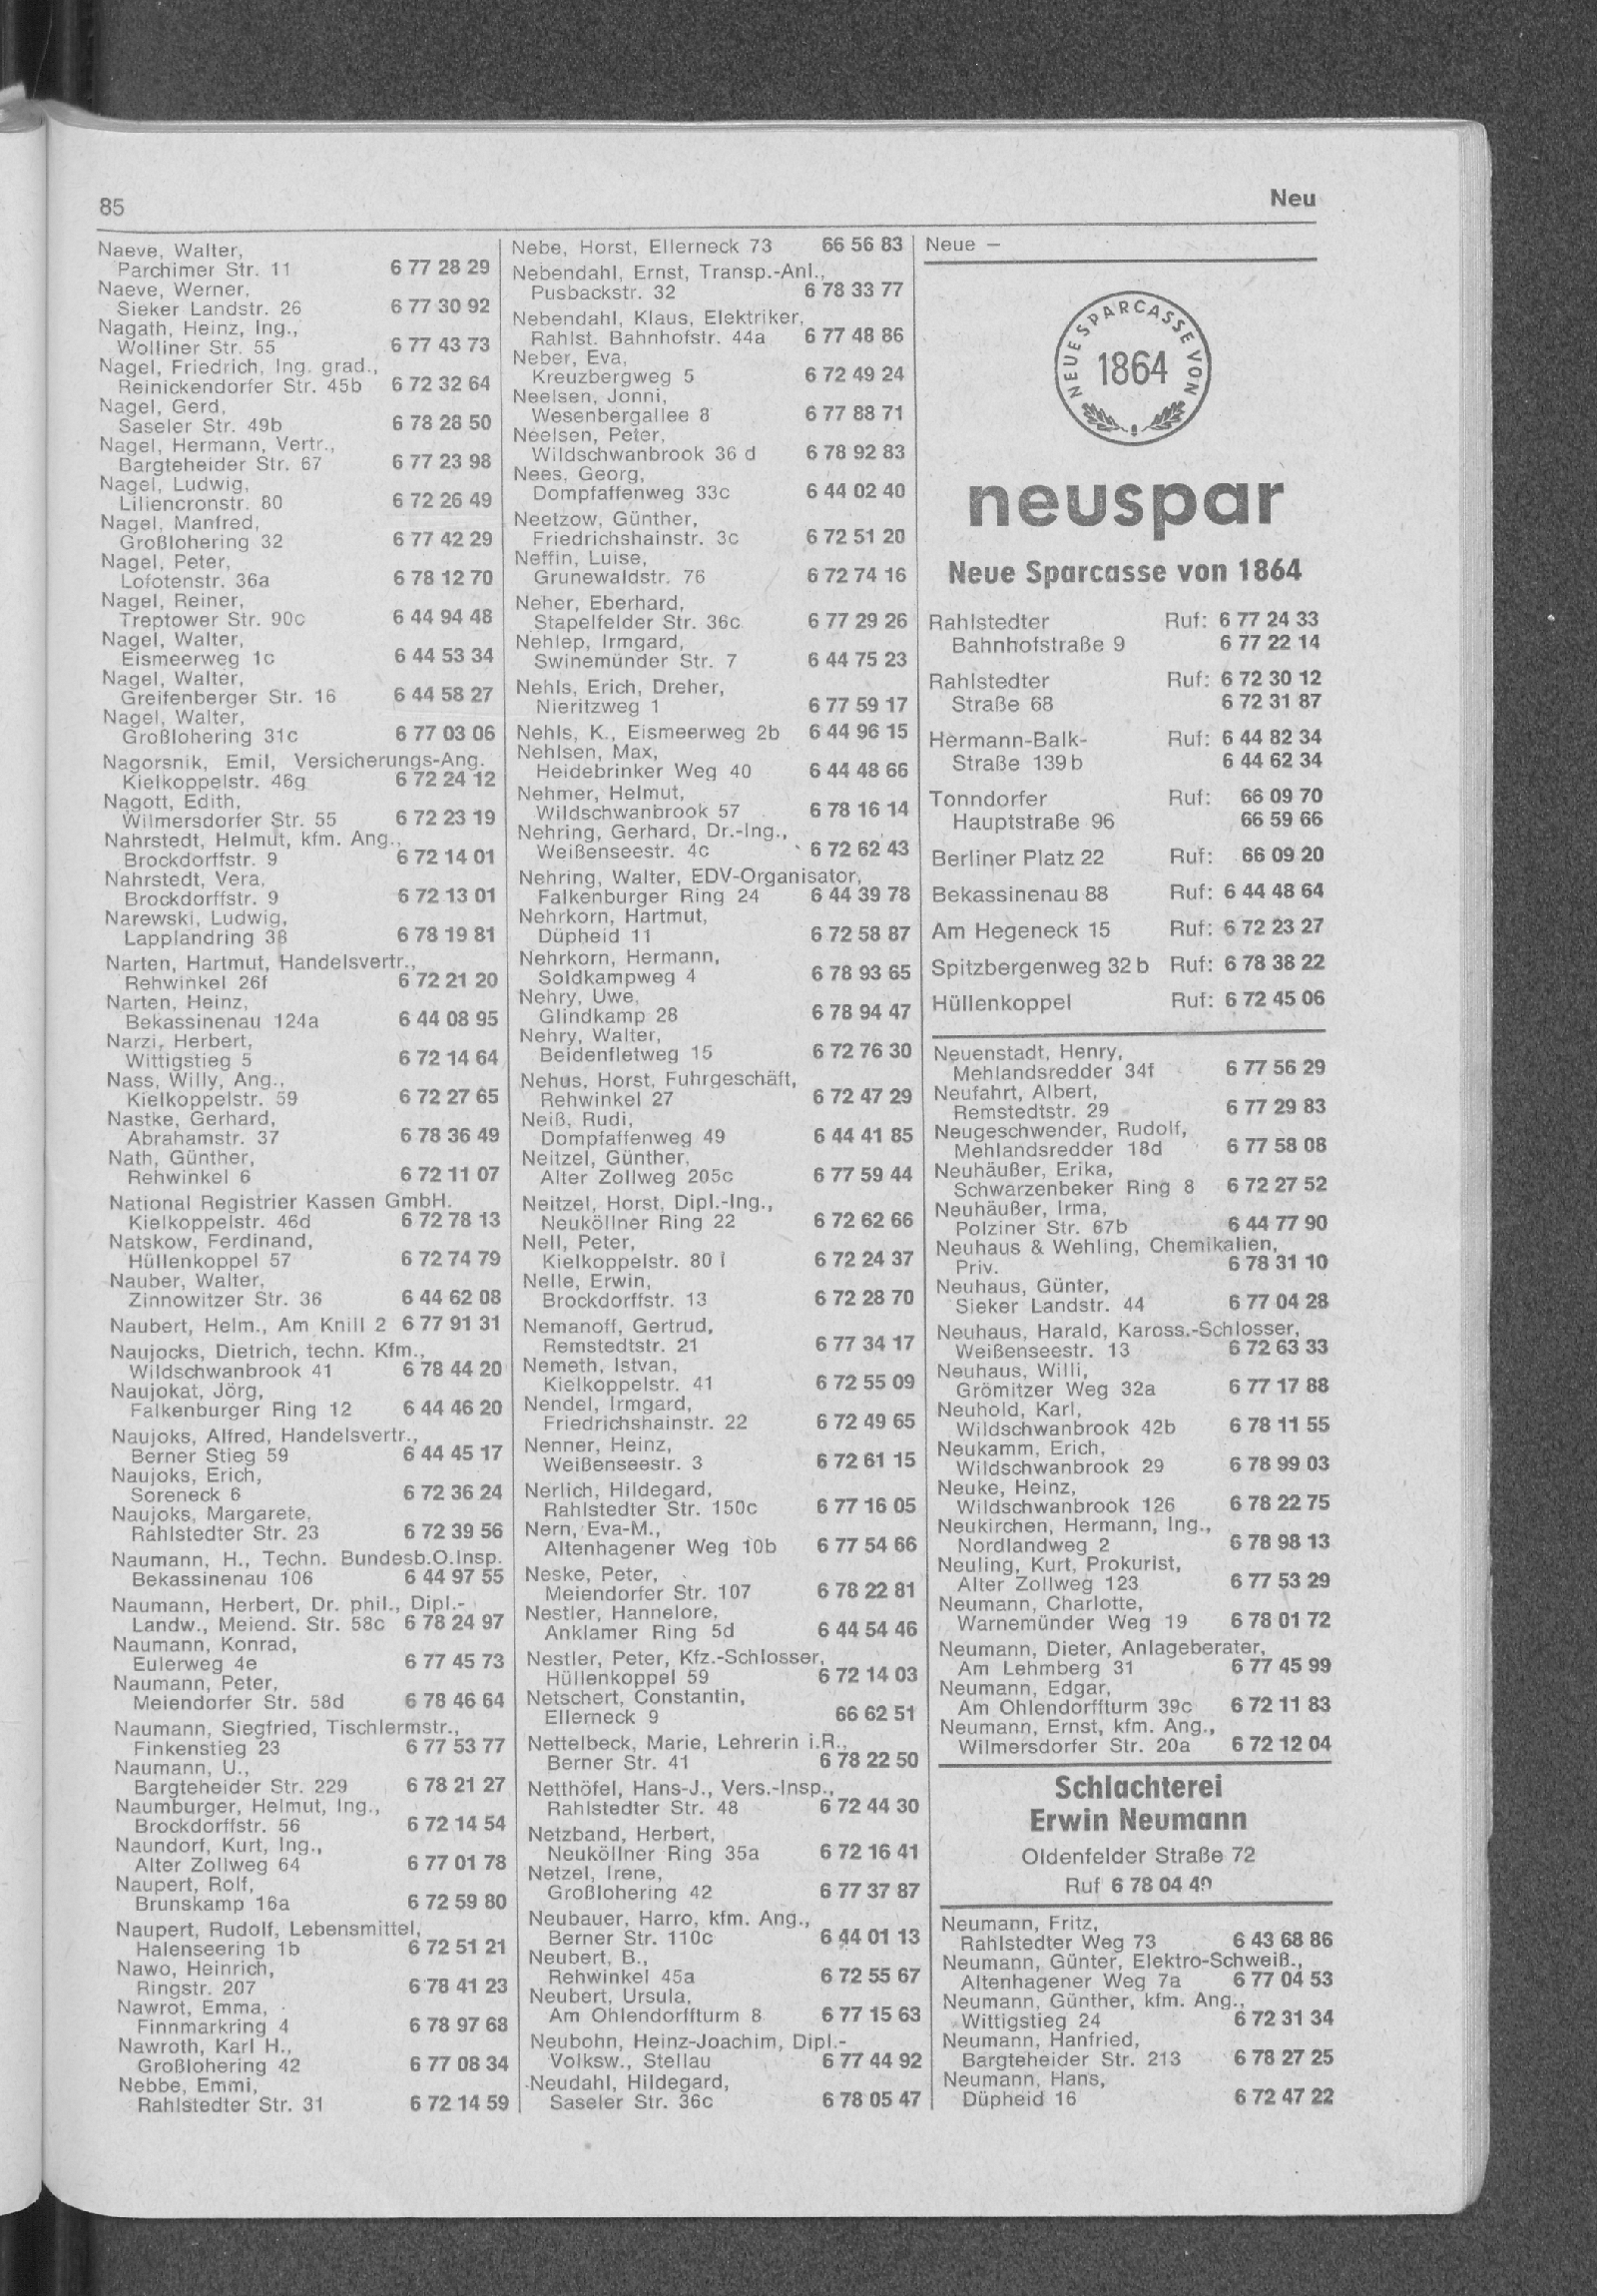 85
Neu
Naeve, Walter,
Parchimer Str. 11 6 77 28 29
Naeve, Werner,
Sieker Landstr. 26 6 77 30 92
Nagath, Heinz, Ing.,
Wolliner Str. 55 6 77 43 73
Nagel, Friedrich, Ing. grad.,
Reinickendorfer Str. 45b 6 72 32 64
Nagel, Gerd,
Saseler Str. 49b 6 78 28 50
Nagel, Hermann, Vertr.,
Bargteheider Str. 67 6 77 23 98
Nagel, Ludwig,
Liliencronstr. 80 6 72 26 49
Nagel, Manfred,
Großlohering 32 6 77 42 29
Nagel, Peter,
Lofotenstr. 36a 6 78 12 70
Nagel, Reiner,
Treptower Str. 90c 6 44 94 48
Nagel, Walter,
Eismeerweg 1c 6 44 53 34
Nagel, Walter,
Greifenberger Str. 16 6 44 58 27
Nagel, Walter,
Großlohering 31c 6 77 03 06
Nagorsnik, Emil, Versicherungs-Ang.
Kielkoppelstr. 46g 6 72 24 12
Nagott, Edith,
Wilmersdorfer Str. 55 6 72 23 19
Nahrstedt, Helmut, kfm. Ang.,
Brockdorffstr. 9 6 72 14 01
Nahrstedt, Vera,
Brockdorffstr. 9 6 72 13 01
Narewski, Ludwig,
Lapplandring 38 6 78 19 81
Narten, Hartmut, Handelsvertr.,
Rehwinkel 26f 6 72 21 20
Narten, Heinz,
Bekassinenau 124a 6 44 08 95
Narzi, Herbert,
Wittigstieg 5 6 72 14 64
Nass, Willy, Ang.,
Kielkoppelstr. 59 6 72 27 65
Nastke, Gerhard,
Abrahamstr. 37 6 78 36 49
Nath, Günther,
Rehwinkel 6 6 72 11 07
National Registrier Kassen GmbH.
Kielkoppelstr. 46d 6 72 78 13
Natskow, Ferdinand,
Hüllenkoppel 57 6 72 74 79
Nauber, Walter,
Zinnowitzer Str. 36 6 44 62 08
Naubert, Helm., Am Knill 2 6 77 91 31
Naujocks, Dietrich, techn. Kfm.,
Wildschwanbrook 41 6 78 44 20
Naujokat, Jörg,
Falkenburger Ring 12 6 44 46 20
Naujoks, Alfred, Handelsvertr.,
Berner Stieg 59 6 44 45 17
Naujoks, Erich,
Soreneck 6 6 72 36 24
Naujoks, Margarete,
Rahlstedter Str. 23 6 72 39 56
Naumann, H., Techn. Bundesb.O.Insp.
Bekassinenau 106 6 44 97 55
Naumann, Herbert, Dr. phil., Dipl.-
Landw., Meiend. Str. 58c 6 78 24 97
Naumann, Konrad,
Eulerweg 4e 6 77 45 73
Naumann, Peter,
Meiendorfer Str. 58d 6 78 46 64
Naumann, Siegfried, Tischlermstr.,
Finkenstieg 23 6 77 53 77
Naumann, U.,
Bargteheider Str. 229 6 78 21 27
Naumburger, Helmut, Ing.,
Brockdorffstr. 56 6 72 14 54
Naundorf, Kurt, Ing.,
Alter Zollweg 64 6 77 01 78
Naupert, Rolf,
Brunskamp 16a 6 72 59 80
Naupert, Rudolf, Lebensmittel,
Halenseering 1b 6 72 51 21
Nawo, Heinrich,
Ringstr. 207 6 78 41 23
Nawrot, Emma,
Finnmarkring 4 6 78 97 68
Nawroth, Karl H.,
Großlohering 42 6 77 08 34
Nebbe, Emmi,
Rahlstedter Str. 31 6 72 14 59
Nebe, Horst, Ellerneck 73 66 56 83
Nebendahl, Ernst, Transp.-Anl.,
Pusbackstr. 32 6 78 33 77
Nebendahl, Klaus, Elektriker,
Rahlst. Bahnhofstr. 44a 6 77 48 86
Neber, Eva,
Kreuzbergweg 5 6 72 49 24
Neelsen, Jonni,
Wesenbergallee 8 6 77 88 71
Neelsen, Peter,
Wildschwanbrook 36 d 6 78 92 83
Nees, Georg,
Dompfaffenweg 33c 6 44 02 40
Neetzow, Günther,
Friedrichshainstr. 3c 6 72 51 20
Neffin, Luise,
Grunewaldstr. 76 6 72 74 16
Neher, Eberhard,
Stapelfelder Str. 36c 6 77 29 26
Nehlep, Irmgard,
Swinemünder Str. 7 6 44 75 23
Nehls, Erich, Dreher,
Nieritzweg 1 6 77 59 17
Nehls, K., Eismeerweg 2b 6 44 96 15
Nehlsen, Max,
Heidebrinker Weg 40 6 44 48 66
Nehmer, Helmut,
Wildschwanbrook 57 6 78 16 14
Nehring, Gerhard, Dr.-Ing.,
Weißenseestr. 4c 6 72 62 43
Nehring, Walter, EDV-Organisator,
Falkenburger Ring 24 6 44 39 78
Nehrkorn, Hartmut,
Düpheid 11 6 72 58 87
Nehrkorn, Hermann,
Soldkampweg 4 6 78 93 65
Nehry, Uwe,
Glindkamp 28 6 78 94 47
Nehry, Walter,
Beidenfletweg 15 6 72 76 30
Nehus, Horst, Fuhrgeschäft,
Rehwinkel 27 6 72 47 29
Neiß, Rudi,
Dompfaffenweg 49 6 44 41 85
Neitzel, Günther,
Alter Zollweg 205c 6 77 59 44
Neitzel, Horst, Dipl.-Ing.,
Neuköllner Ring 22 6 72 62 66
Nell, Peter,
Kielkoppelstr. 80 l 6 72 24 37
Nelle, Erwin,
Brockdorffstr. 13 6 72 28 70
Nemanoff, Gertrud,
Remstedtstr. 21 6 77 34 17
Nemeth, Istvan,
Kielkoppelstr. 41 6 72 55 09
Nendel, Irmgard,
Friedrichshainstr. 22 6 72 49 65
Nenner, Heinz,
Weißenseestr. 3 6 72 61 15
Nerlich, Hildegard,
Rahlstedter Str. 150c 6 77 16 05
Nern, Eva-M.,
Altenhagener Weg 10b 6 77 54 66
Neske, Peter,
Meiendorfer Str. 107 6 78 22 81
Nestler, Hannelore,
Anklamer Ring 5d 6 44 54 46
Nestler, Peter, Kfz.-Schlosser,
Hüllenkoppel 59 6 72 14 03
Netschert, Constantin,
Ellerneck 9 66 62 51
Nettelbeck, Marie, Lehrerin i.R.,
Berner Str. 41 6 78 22 50
Netthöfel, Hans-J., Vers.-Insp.,
Rahlstedter Str. 48 6 72 44 30
Netzband, Herbert,
Neuköllner Ring 35a 6 72 16 41
Netzel, Irene,
Großlohering 42 6 77 37 87
Neubauer, Harro, kfm. Ang.,
Berner Str. 110c 6 44 01 13
Neubert, B.,
Rehwinkel 45a 6 72 55 67
Neubert, Ursula,
Am Ohlendorffturm 8 6 77 15 63
Neubohn, Heinz-Joachim, Dipl.-
Volksw., Stellau 6 77 44 92
Neudahl, Hildegard,
Saseler Str. 36c 6 78 05 47
Neue –
NEUE SPARCASSE VON
1864
neuspar
Neue Sparcasse von 1864
Rahlstedter Ruf: 6 77 24 33
Bahnhofstraße 9 6 77 22 14
Rahlstedter Ruf: 6 72 30 12
Straße 68 6 72 31 87
Hermann-Balk- Ruf: 6 44 82 34
Straße 139 b 6 44 62 34
Tonndorfer Ruf: 66 09 70
Hauptstraße 96 66 59 66
Berliner Platz 22 Ruf: 66 09 20
Bekassinenau 88 Ruf: 6 44 48 64
Am Hegeneck 15 Ruf: 6 72 23 27
Spitzbergenweg 32 b Ruf: 6 78 38 22
Hüllenkoppel Ruf: 6 72 45 06
Neuenstadt, Henry,
Mehlandsredder 34f 6 77 56 29
Neufahrt, Albert,
Remstedtstr. 29 6 77 29 83
Neugeschwender, Rudolf,
Mehlandsredder 18d 6 77 58 08
Neuhäußer, Erika,
Schwarzenbeker Ring 8 6 72 27 52
Neuhäußer, Irma,
Polziner Str. 67b 6 44 77 90
Neuhaus & Wehling, Chemikalien,
Priv. 6 78 31 10
Neuhaus, Günter,
Sieker Landstr. 44 6 77 04 28
Neuhaus, Harald, Kaross.-Schlosser,
Weißenseestr. 13 6 72 63 33
Neuhaus, Willi,
Grömitzer Weg 32a 6 77 17 88
Neuhold, Karl,
Wildschwanbrook 42b 6 78 11 55
Neukamm, Erich,
Wildschwanbrook 29 6 78 99 03
Neuke, Heinz,
Wildschwanbrook 126 6 78 22 75
Neukirchen, Hermann, Ing.,
Nordlandweg 2 6 78 98 13
Neuling, Kurt, Prokurist,
Alter Zollweg 123 6 77 53 29
Neumann, Charlotte,
Warnemünder Weg 19 6 78 01 72
Neumann, Dieter, Anlageberater,
Am Lehmberg 31 6 77 45 99
Neumann, Edgar,
Am Ohlendorffturm 39c 6 72 11 83
Neumann, Ernst, kfm. Ang.,
Wilmersdorfer Str. 20a 6 72 12 04
Schlachterei
Erwin Neumann
Oldenfelder Straße 72
Ruf 6 78 04
Neumann, Fritz,
Rahlstedter Weg 73 6 43 68 86
Neumann, Günter, Elektro-Schweiß.,
Altenhagener Weg 7a 6 77 04 53
Neumann, Günther, kfm. Ang.,
Wittigstieg 24 6 72 31 34
Neumann, Hanfried,
Bargteheider Str. 213 6 78 27 25
Neumann, Hans,
Düpheid 16 6 72 47 22